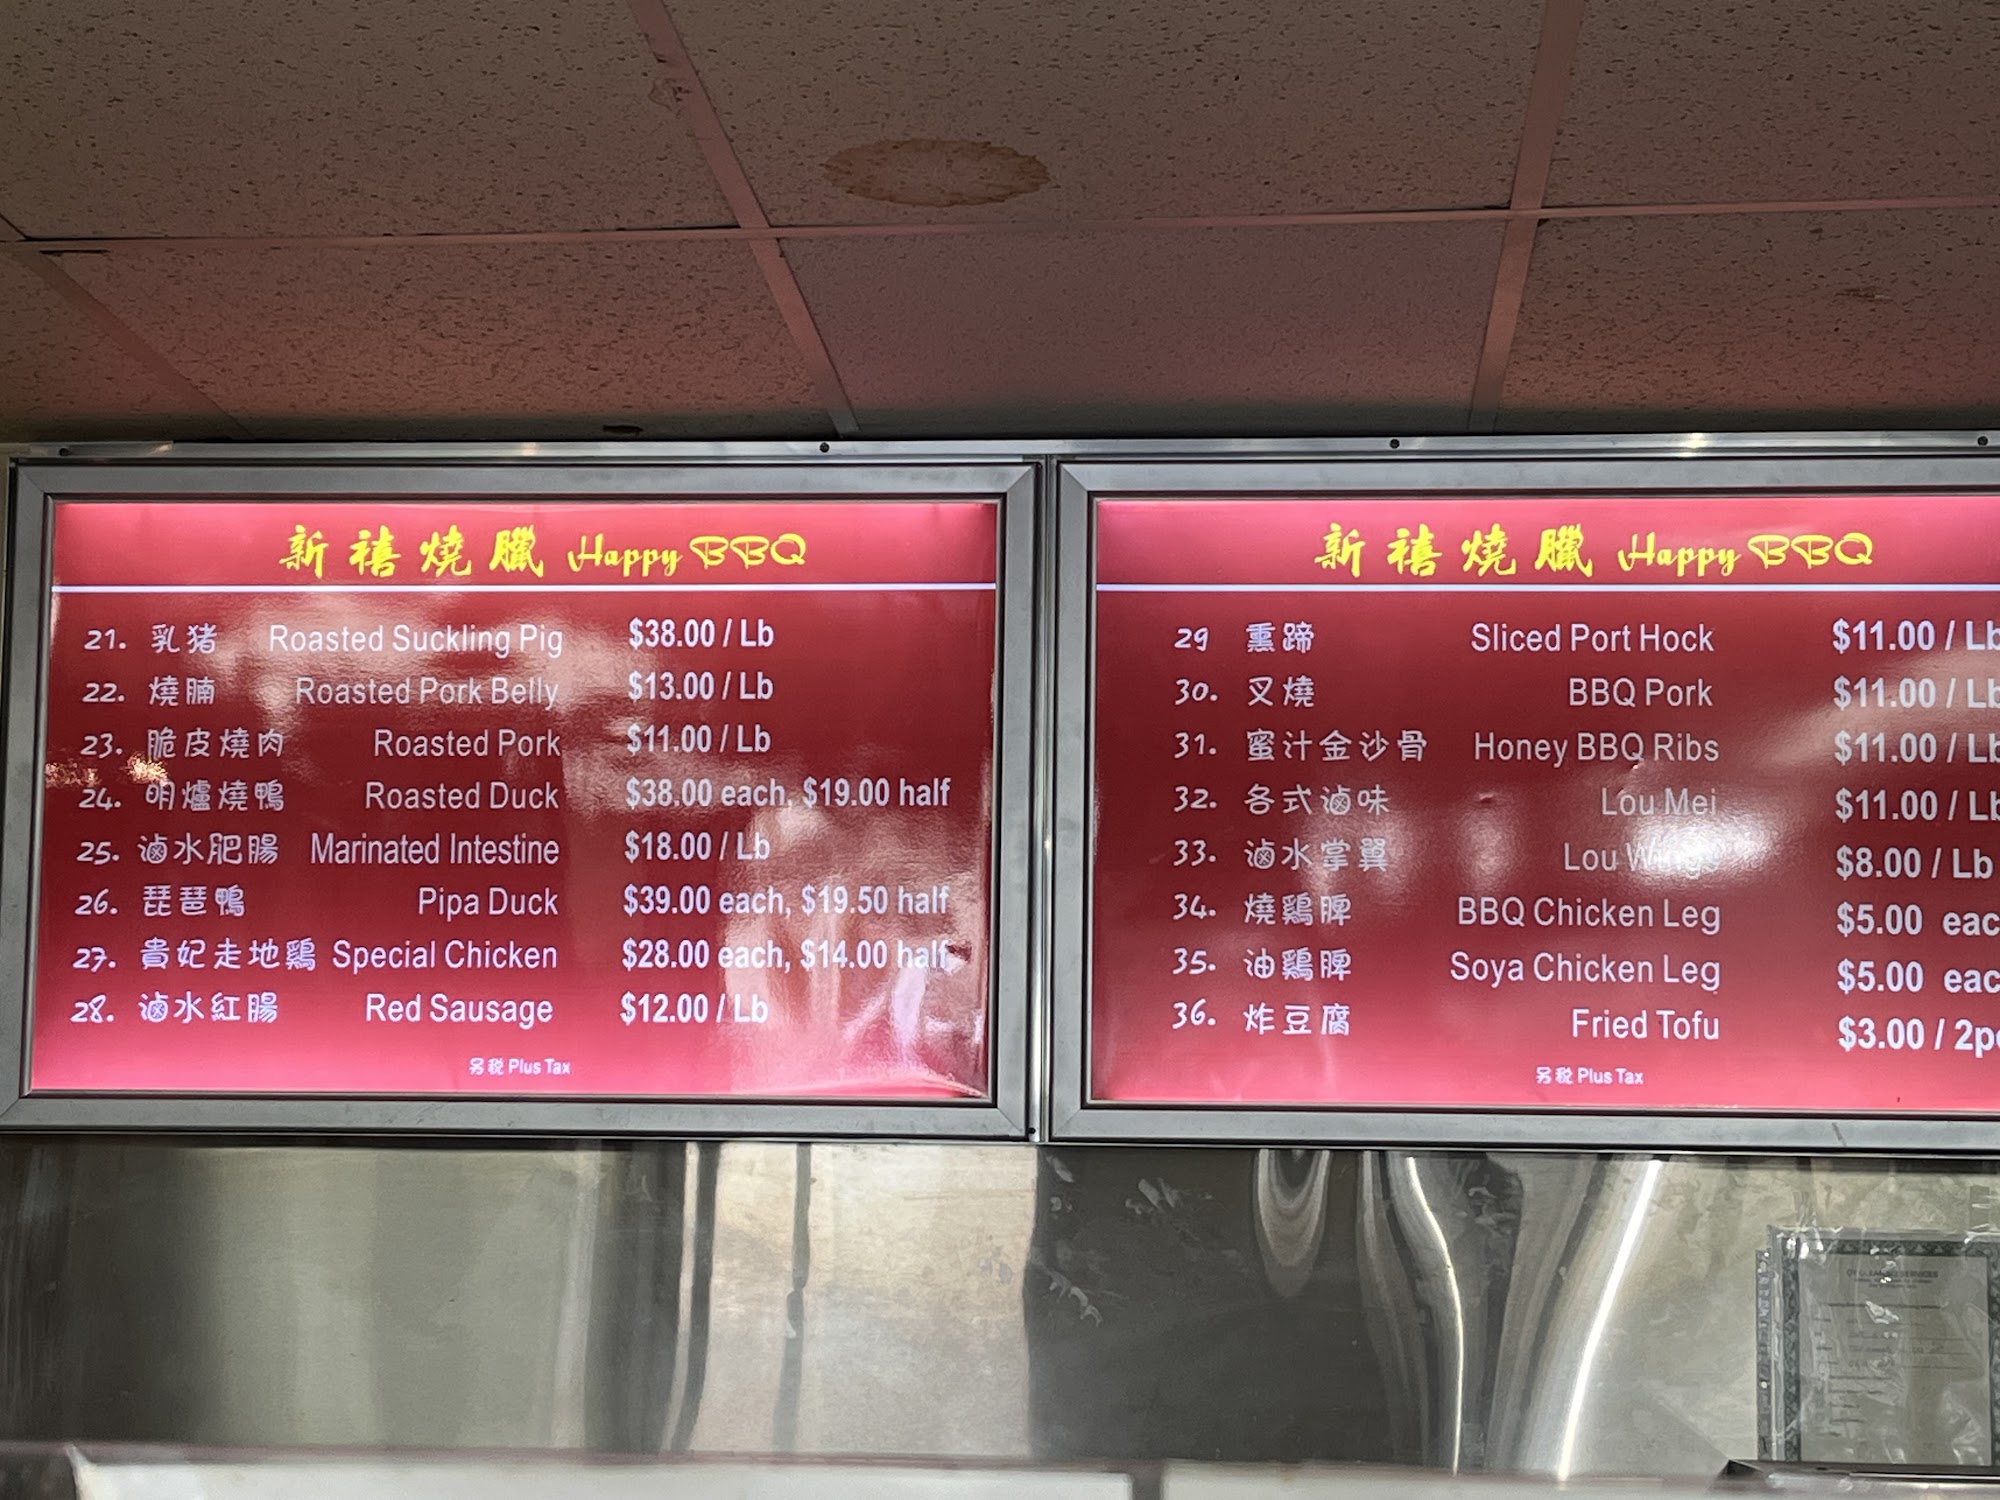 新禧燒臘 Happy BBQ
21. 乳猪 Roasted Suckling Pig $38.00 / Lb
22. 燒腩 Roasted Pork Belly $13.00 / Lb
23. 脆皮燒肉 Roasted Pork $11.00 / Lb
24. 明爐燒鴨 Roasted Duck $38.00 each, $19.00 half
25. 滷水肥腸 Marinated Intestine $18.00 / Lb
26. 琵琶鴨 Pipa Duck $39.00 each, $19.50 half
27. 貴妃走地鷄 Special Chicken $28.00 each, $14.00 half
28. 滷水紅腸 Red Sausage $12.00 / Lb
另税 Plus Tax
新禧燒臘 Happy BBQ
29 熏蹄 Sliced Port Hock $11.00 / Lb
30. 叉燒 BBQ Pork $11.00 / Lb
31. 蜜汁金沙骨 Honey BBQ Ribs $11.00 / Lb
32. 各式滷味 Lou Mei $11.00 / Lb
33. 滷水掌翼 Lou Wings $8.00 / Lb
34. 燒鷄脾 BBQ Chicken Leg $5.00 eac
35. 油鷄脾 Soya Chicken Leg $5.00 eac
36. 炸豆腐 Fried Tofu $3.00 / 2p
另税 Plus Tax